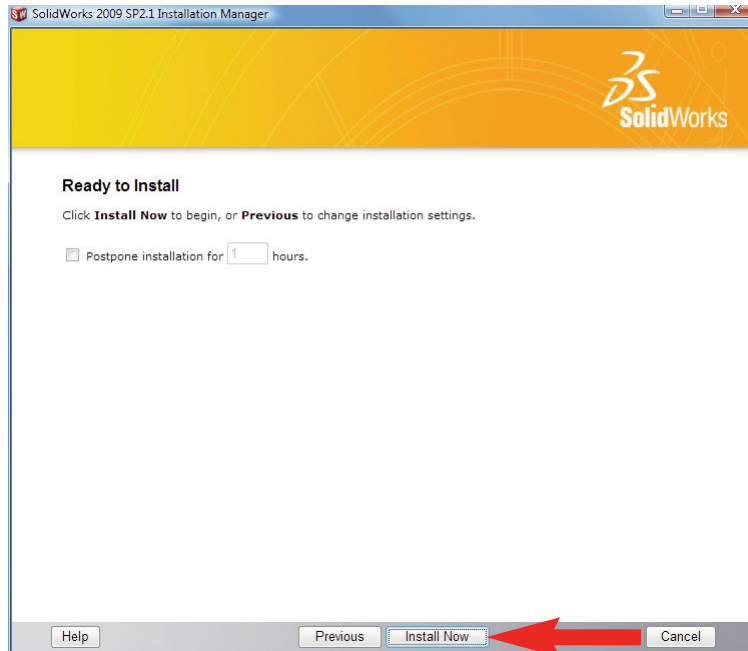 SolidWorks 2009 SP2.1 Installation Manager
SolidWorks
Ready to Install
Click Install Now to begin, or Previous to change installation settings.
Postpone installation for 1 hours.
Help Previous Install Now Cancel